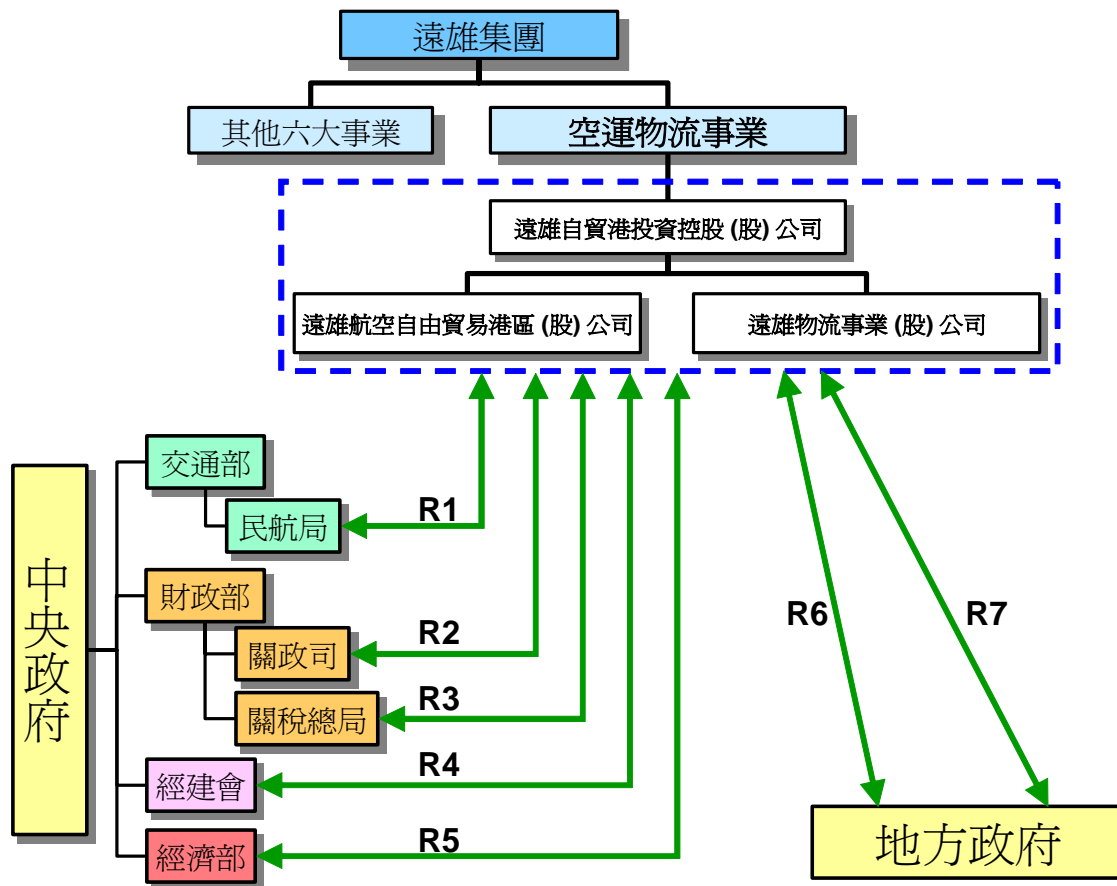 遠雄集團
其他六大事業
空運物流事業
遠雄自貿港投資控股 (股) 公司
遠雄航空自由貿易港區 (股) 公司
遠雄物流事業 (股) 公司
中央政府
交通部
民航局
R1
財政部
關政司
R2
關稅總局
R3
經建會
R4
經濟部
R5
R6
R7
地方政府